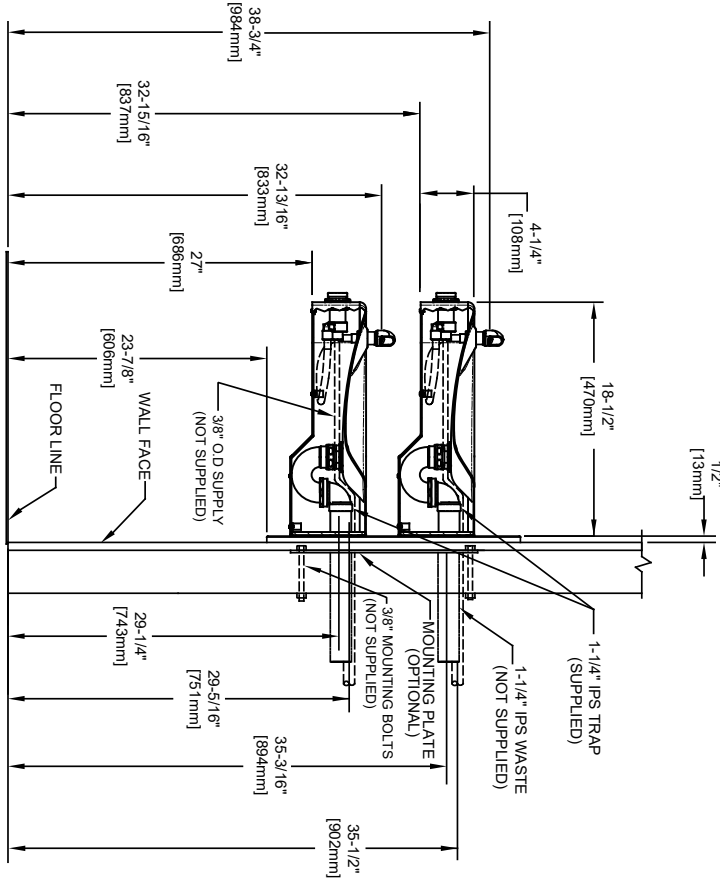 38-3/4"
[984mm]
32-15/16"
[837mm]
32-13/16"
[833mm]
27"
[686mm]
23-7/8"
[606mm]
4-1/4"
[108mm]
18-1/2"
[470mm]
1/2"
[13mm]
FLOOR LINE
WALL FACE
3/8" O.D SUPPLY
(NOT SUPPLIED)
1-1/4" IPS TRAP
(SUPPLIED)
1-1/4" IPS WASTE
(NOT SUPPLIED)
MOUNTING PLATE
(OPTIONAL)
3/8" MOUNTING BOLTS
(NOT SUPPLIED)
29-1/4"
[743mm]
29-5/16"
[751mm]
35-3/16"
[894mm]
35-1/2"
[902mm]